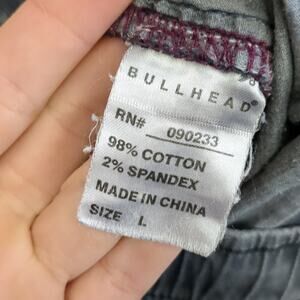 BULLHEAD®
RN# 090233
98% COTTON
2% SPANDEX
MADE IN CHINA
SIZE L